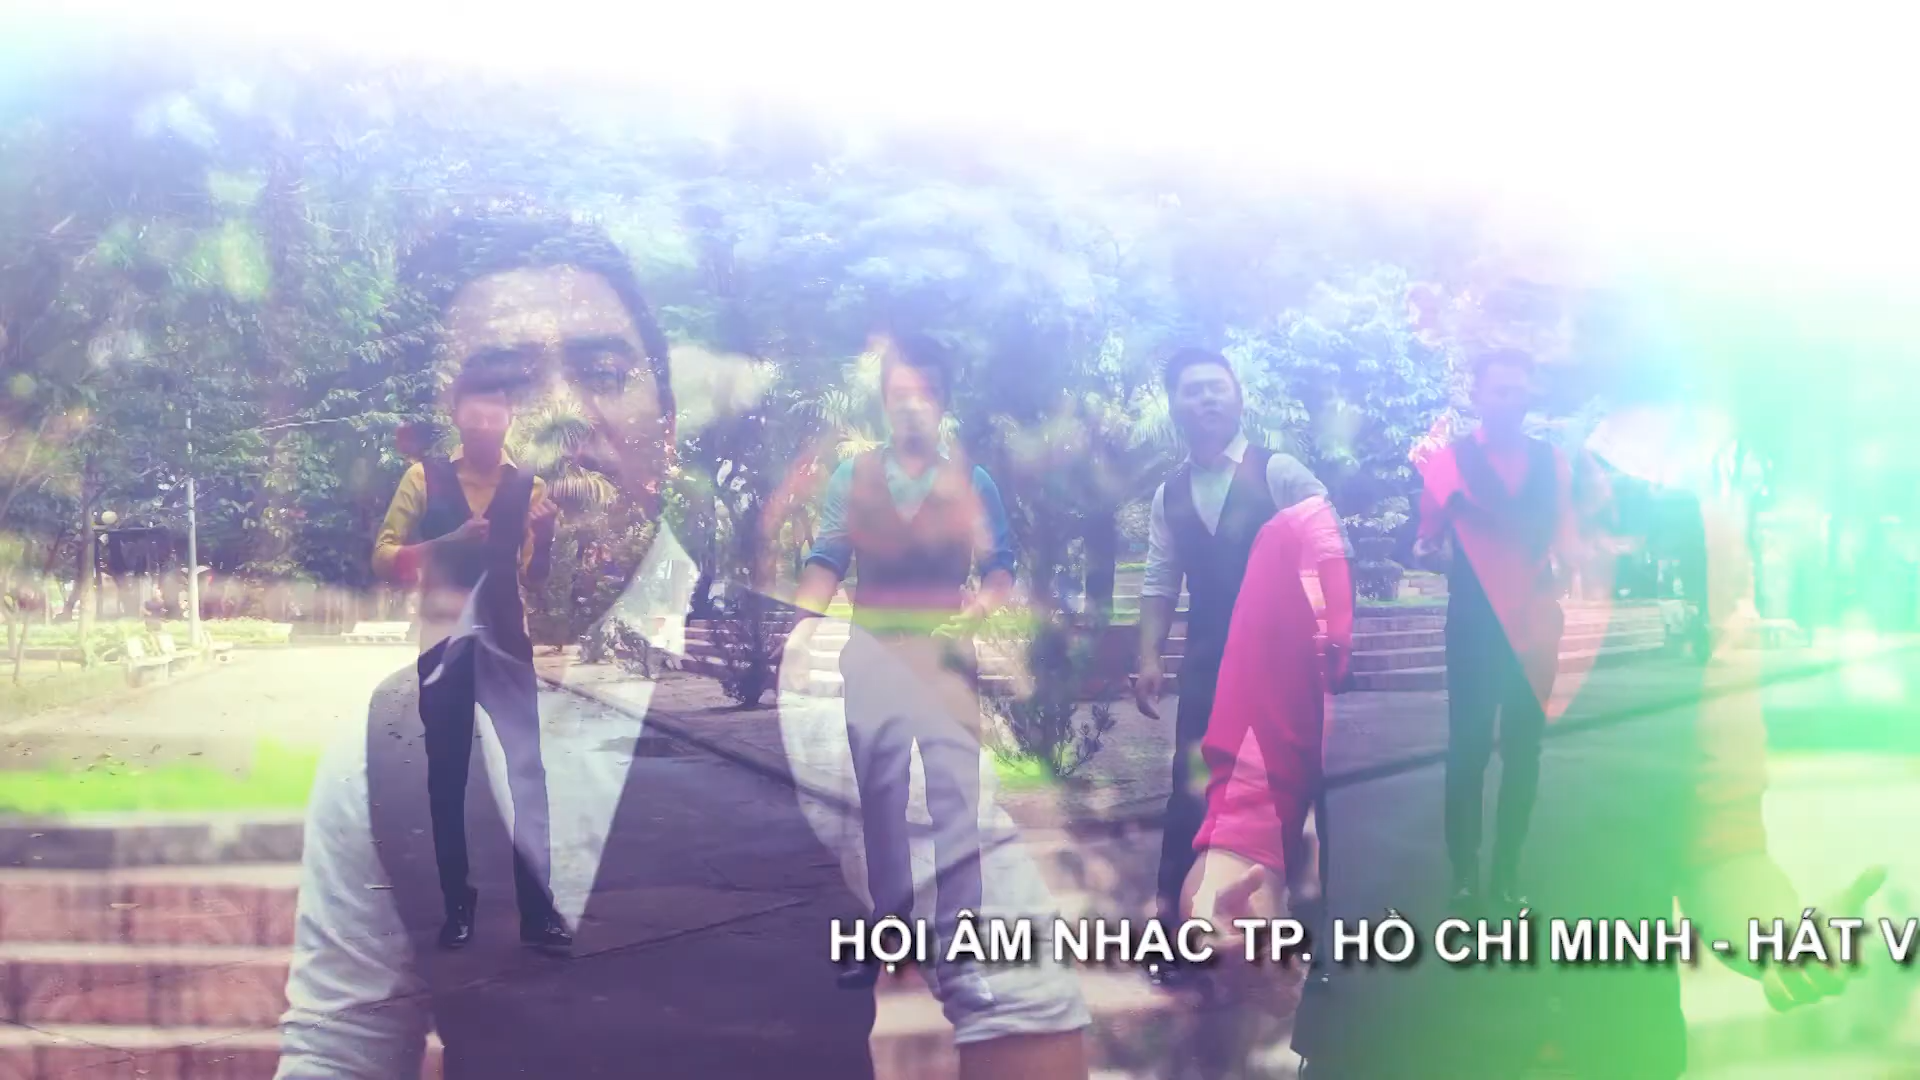 HỘI ÂM NHẠC TP. HỒ CHÍ MINH - HÁT V